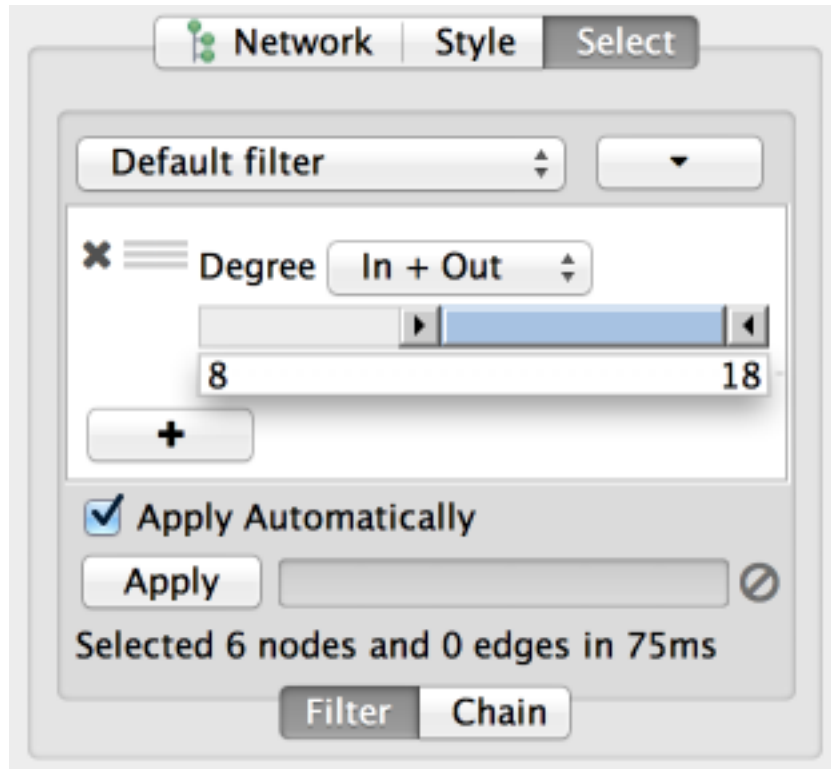 Network Style Select
Default filter
Degree In + Out
8 18
Apply Automatically
Apply
Selected 6 nodes and 0 edges in 75ms
Filter Chain